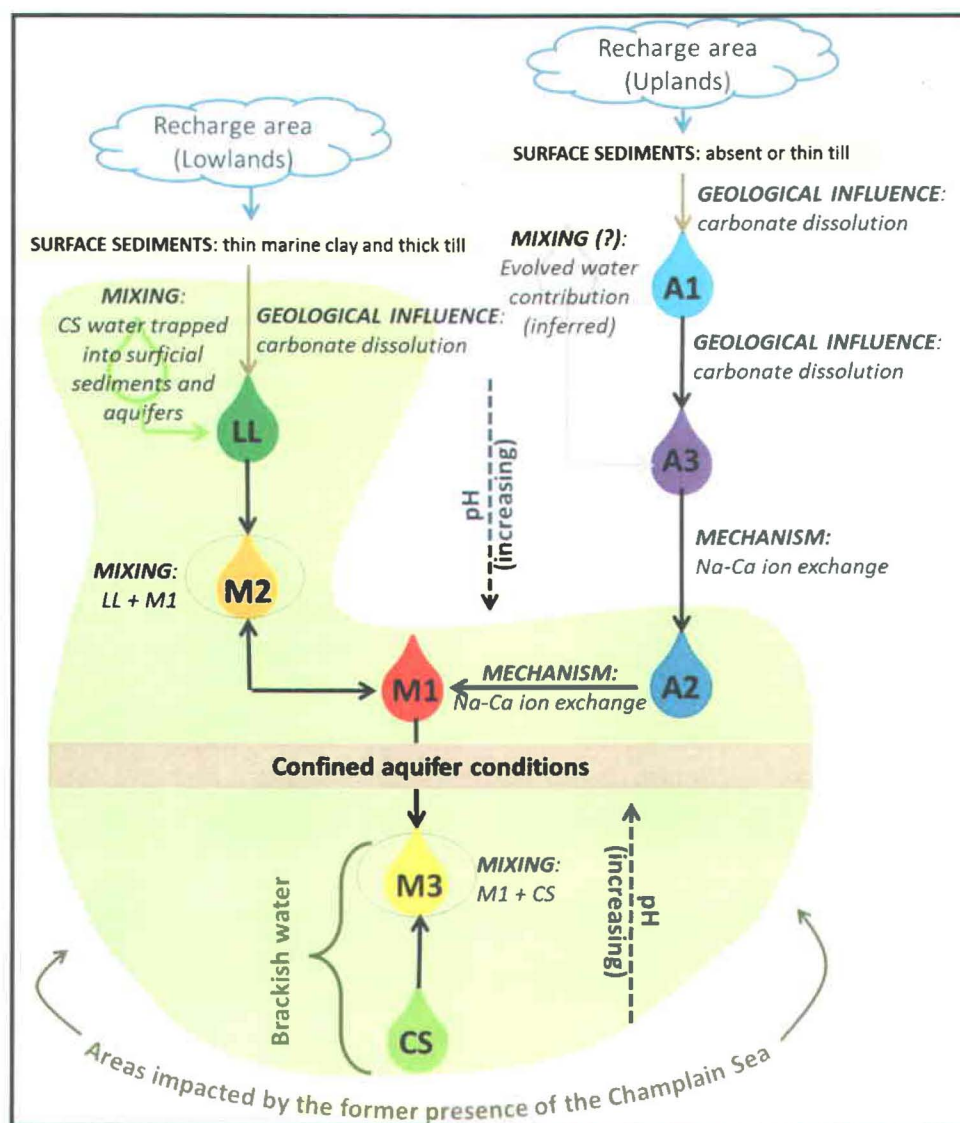 Recharge area
(Uplands)
Recharge area
(Lowlands)
SURFACE SEDIMENTS: absent or thin till
GEOLOGICAL INFLUENCE:
carbonate dissolution
SURFACE SEDIMENTS: thin marine clay and thick till
MIXING (?):
Evolved water
contribution
(inferred)
A1
MIXING:
CS water trapped
into surficial
sediments and
aquifers
GEOLOGICAL INFLUENCE:
carbonate dissolution
GEOLOGICAL INFLUENCE:
carbonate dissolution
LL
A3
pH
(increasing)
MECHANISM:
Na-Ca ion exchange
MIXING:
LL + M1
M2
M1
MECHANISM:
Na-Ca ion exchange
A2
Confined aquifer conditions
M3
MIXING:
M1 + CS
Brackish water
pH
(increasing)
CS
Areas impacted by the former presence of the Champlain Sea